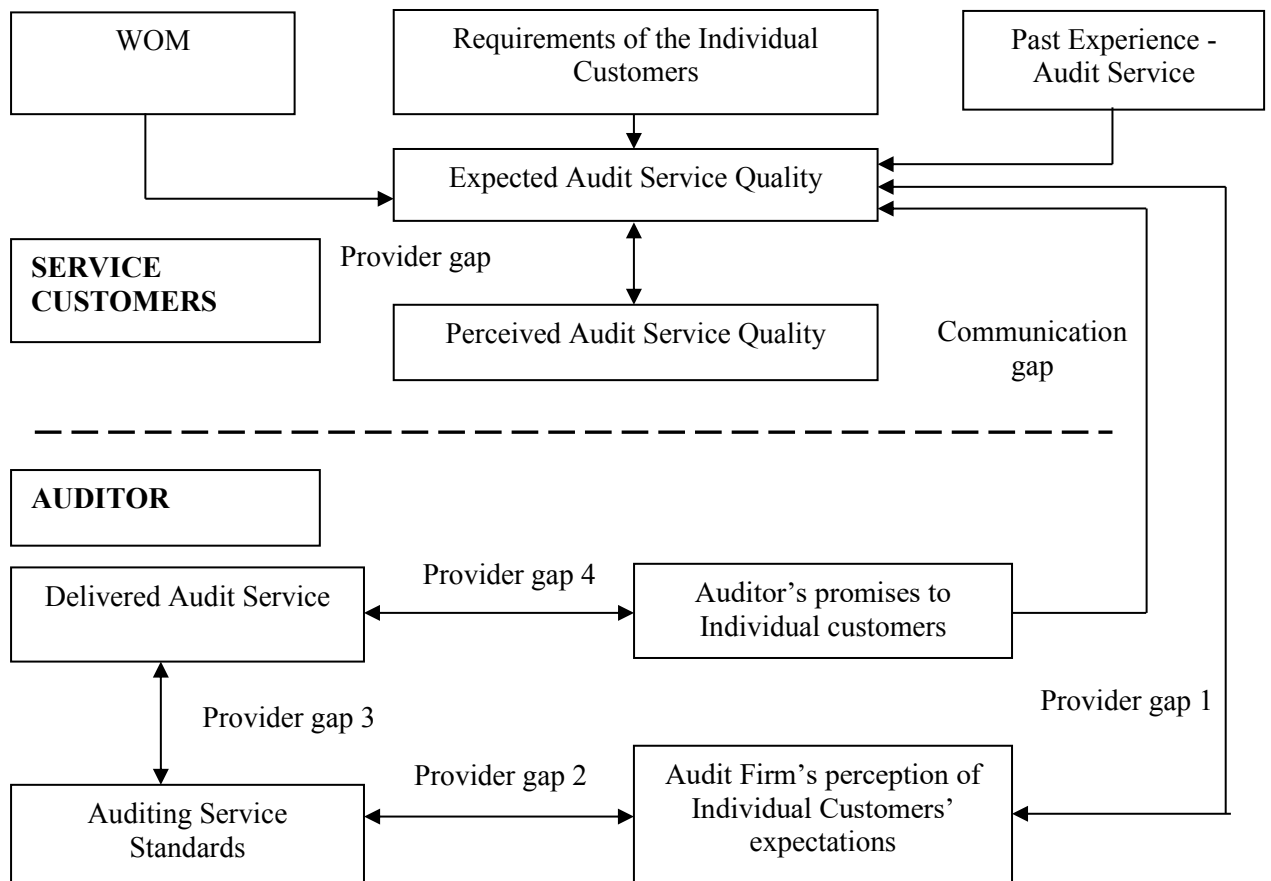 WOM
Requirements of the Individual
Customers
Past Experience -
Audit Service
Expected Audit Service Quality
Provider gap
SERVICE
CUSTOMERS
Perceived Audit Service Quality
Communication
gap
AUDITOR
Delivered Audit Service
Provider gap 4
Auditor’s promises to
Individual customers
Provider gap 3
Provider gap 1
Auditing Service
Standards
Provider gap 2
Audit Firm’s perception of
Individual Customers’
expectations